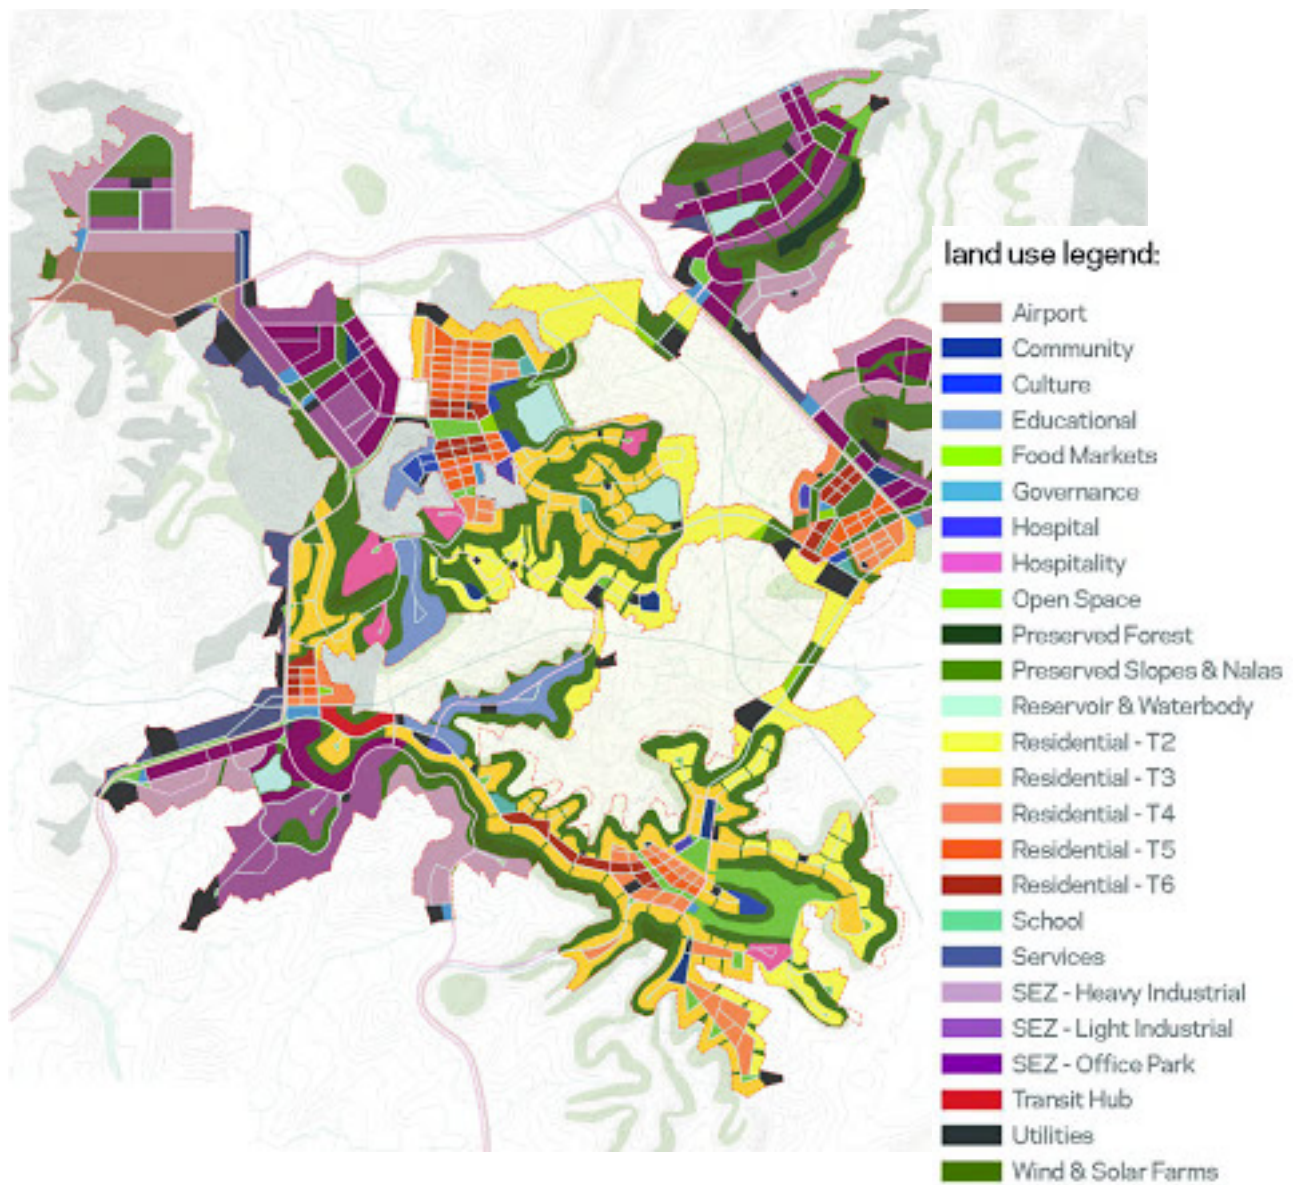 land use legend:
Airport
Community
Culture
Educational
Food Markets
Governance
Hospital
Hospitality
Open Space
Preserved Forest
Preserved Slopes & Nalas
Reservoir & Waterbody
Residential - T2
Residential - T3
Residential - T4
Residential - T5
Residential - T6
School
Services
SEZ - Heavy Industrial
SEZ - Light Industrial
SEZ - Office Park
Transit Hub
Utilities
Wind & Solar Farms